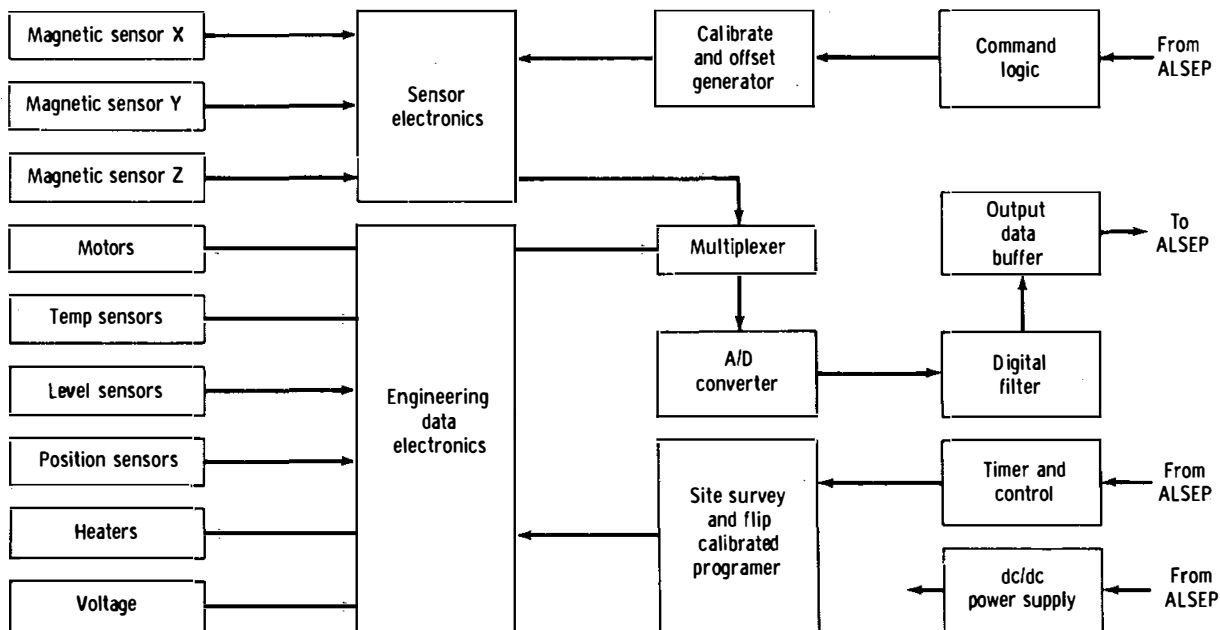 Magnetic sensor X
Magnetic sensor Y
Magnetic sensor Z
Motors
Temp sensors
Level sensors
Position sensors
Heaters
Voltage
Sensor
electronics
Engineering
data
electronics
Calibrate
and offset
generator
Multiplexer
A/D
converter
Site survey
and flip
calibrated
programer
Command
logic
Output
data
buffer
Digital
filter
Timer and
control
dc/dc
power supply
From
ALSEP
To
ALSEP
From
ALSEP
From
ALSEP